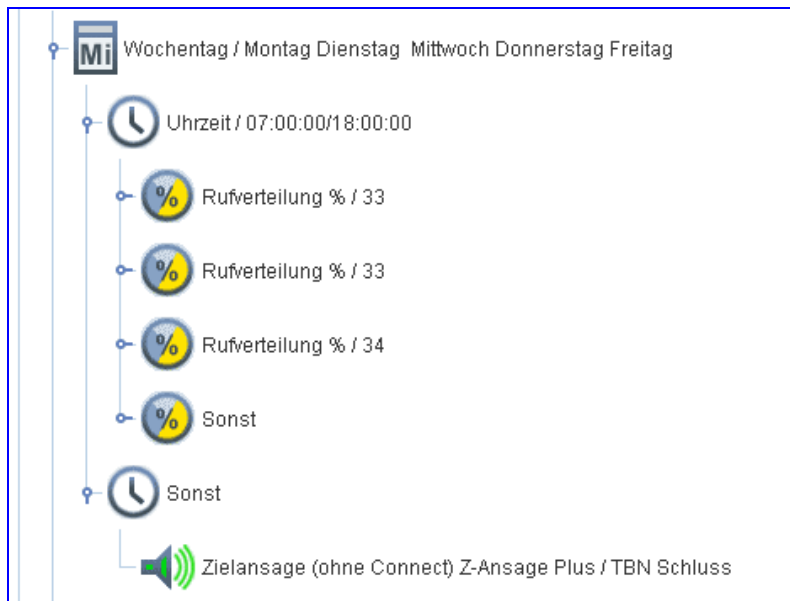 Mi Wochentag / Montag Dienstag Mittwoch Donnerstag Freitag
Uhrzeit / 07:00:00/18:00:00
% Rufverteilung % / 33
% Rufverteilung % / 33
% Rufverteilung % / 34
% Sonst
Sonst
Zielansage (ohne Connect) Z-Ansage Plus / TBN Schluss